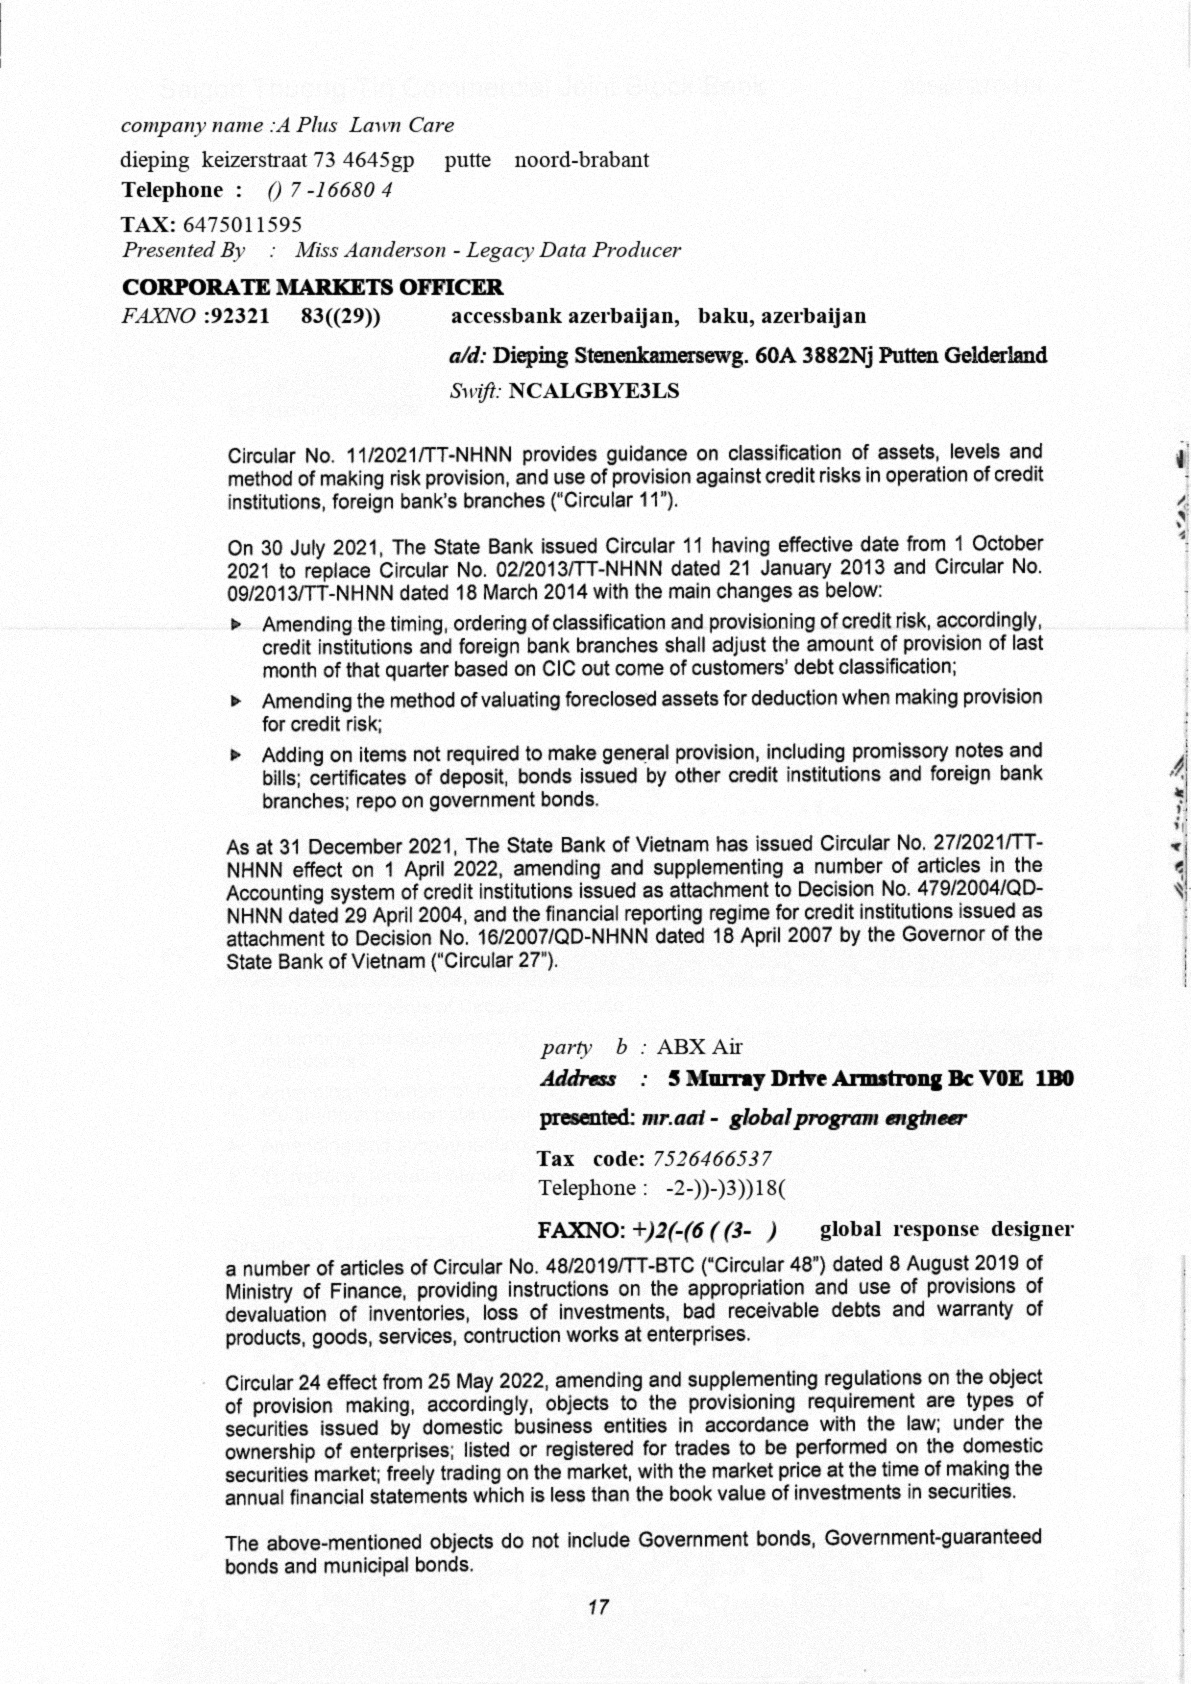 company name :A Plus Lawn Care
dieping keizerstraat 73 4645gp putte noord-brabant
Telephone : () 7 -16680 4
TAX: 6475011595
Presented By : Miss Aanderson - Legacy Data Producer
CORPORATE MARKETS OFFICER
FAXNO :92321 83((29)) accessbank azerbaijan, baku, azerbaijan
a/d: Dieping Stenenkamersewg. 60A 3882Nj Putten Gelderland
Swift: NCALGBYE3LS
Circular No. 11/2021/TT-NHNN provides guidance on classification of assets, levels and
method of making risk provision, and use of provision against credit risks in operation of credit
institutions, foreign bank's branches ("Circular 11").
On 30 July 2021, The State Bank issued Circular 11 having effective date from 1 October
2021 to replace Circular No. 02/2013/TT-NHNN dated 21 January 2013 and Circular No.
09/2013/TT-NHNN dated 18 March 2014 with the main changes as below:
Amending the timing, ordering of classification and provisioning of credit risk, accordingly,
credit institutions and foreign bank branches shall adjust the amount of provision of last
month of that quarter based on CIC out come of customers' debt classification;
Amending the method of valuating foreclosed assets for deduction when making provision
for credit risk;
Adding on items not required to make general provision, including promissory notes and
bills; certificates of deposit, bonds issued by other credit institutions and foreign bank
branches; repo on government bonds.
As at 31 December 2021, The State Bank of Vietnam has issued Circular No. 27/2021/TT-
NHNN effect on 1 April 2022, amending and supplementing a number of articles in the
Accounting system of credit institutions issued as attachment to Decision No. 479/2004/QD-
NHNN dated 29 April 2004, and the financial reporting regime for credit institutions issued as
attachment to Decision No. 16/2007/QD-NHNN dated 18 April 2007 by the Governor of the
State Bank of Vietnam ("Circular 27").
party b : ABX Air
Address : 5 Murray Drive Armstrong Bc V0E 1B0
presented: mr.aai - global program engineer
Tax code: 7526466537
Telephone : -2-))-)3))18(
FAXNO: +)2(-(6 ( (3- ) global response designer
a number of articles of Circular No. 48/2019/TT-BTC ("Circular 48") dated 8 August 2019 of
Ministry of Finance, providing instructions on the appropriation and use of provisions of
devaluation of inventories, loss of investments, bad receivable debts and warranty of
products, goods, services, contruction works at enterprises.
Circular 24 effect from 25 May 2022, amending and supplementing regulations on the object
of provision making, accordingly, objects to the provisioning requirement are types of
securities issued by domestic business entities in accordance with the law; under the
ownership of enterprises; listed or registered for trades to be performed on the domestic
securities market; freely trading on the market, with the market price at the time of making the
annual financial statements which is less than the book value of investments in securities.
The above-mentioned objects do not include Government bonds, Government-guaranteed
bonds and municipal bonds.
17